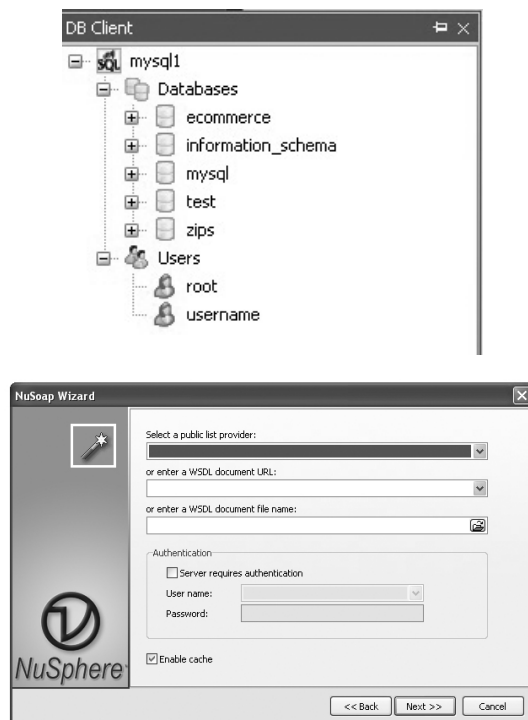 DB Client
SQL mysql1
Databases
ecommerce
information_schema
mysql
test
zips
Users
root
username
NuSoap Wizard
Select a public list provider:
or enter a WSDL document URL:
or enter a WSDL document file name:
Authentication
Server requires authentication
User name:
Password:
Enable cache
NuSphere
<< Back Next >> Cancel